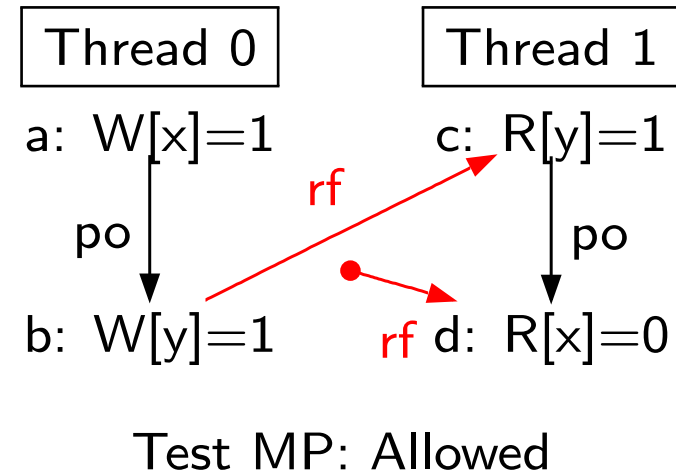 Thread 0 Thread 1
a: W[x]=1 c: R[y]=1
rf
po po
b: W[y]=1 rf d: R[x]=0
Test MP: Allowed